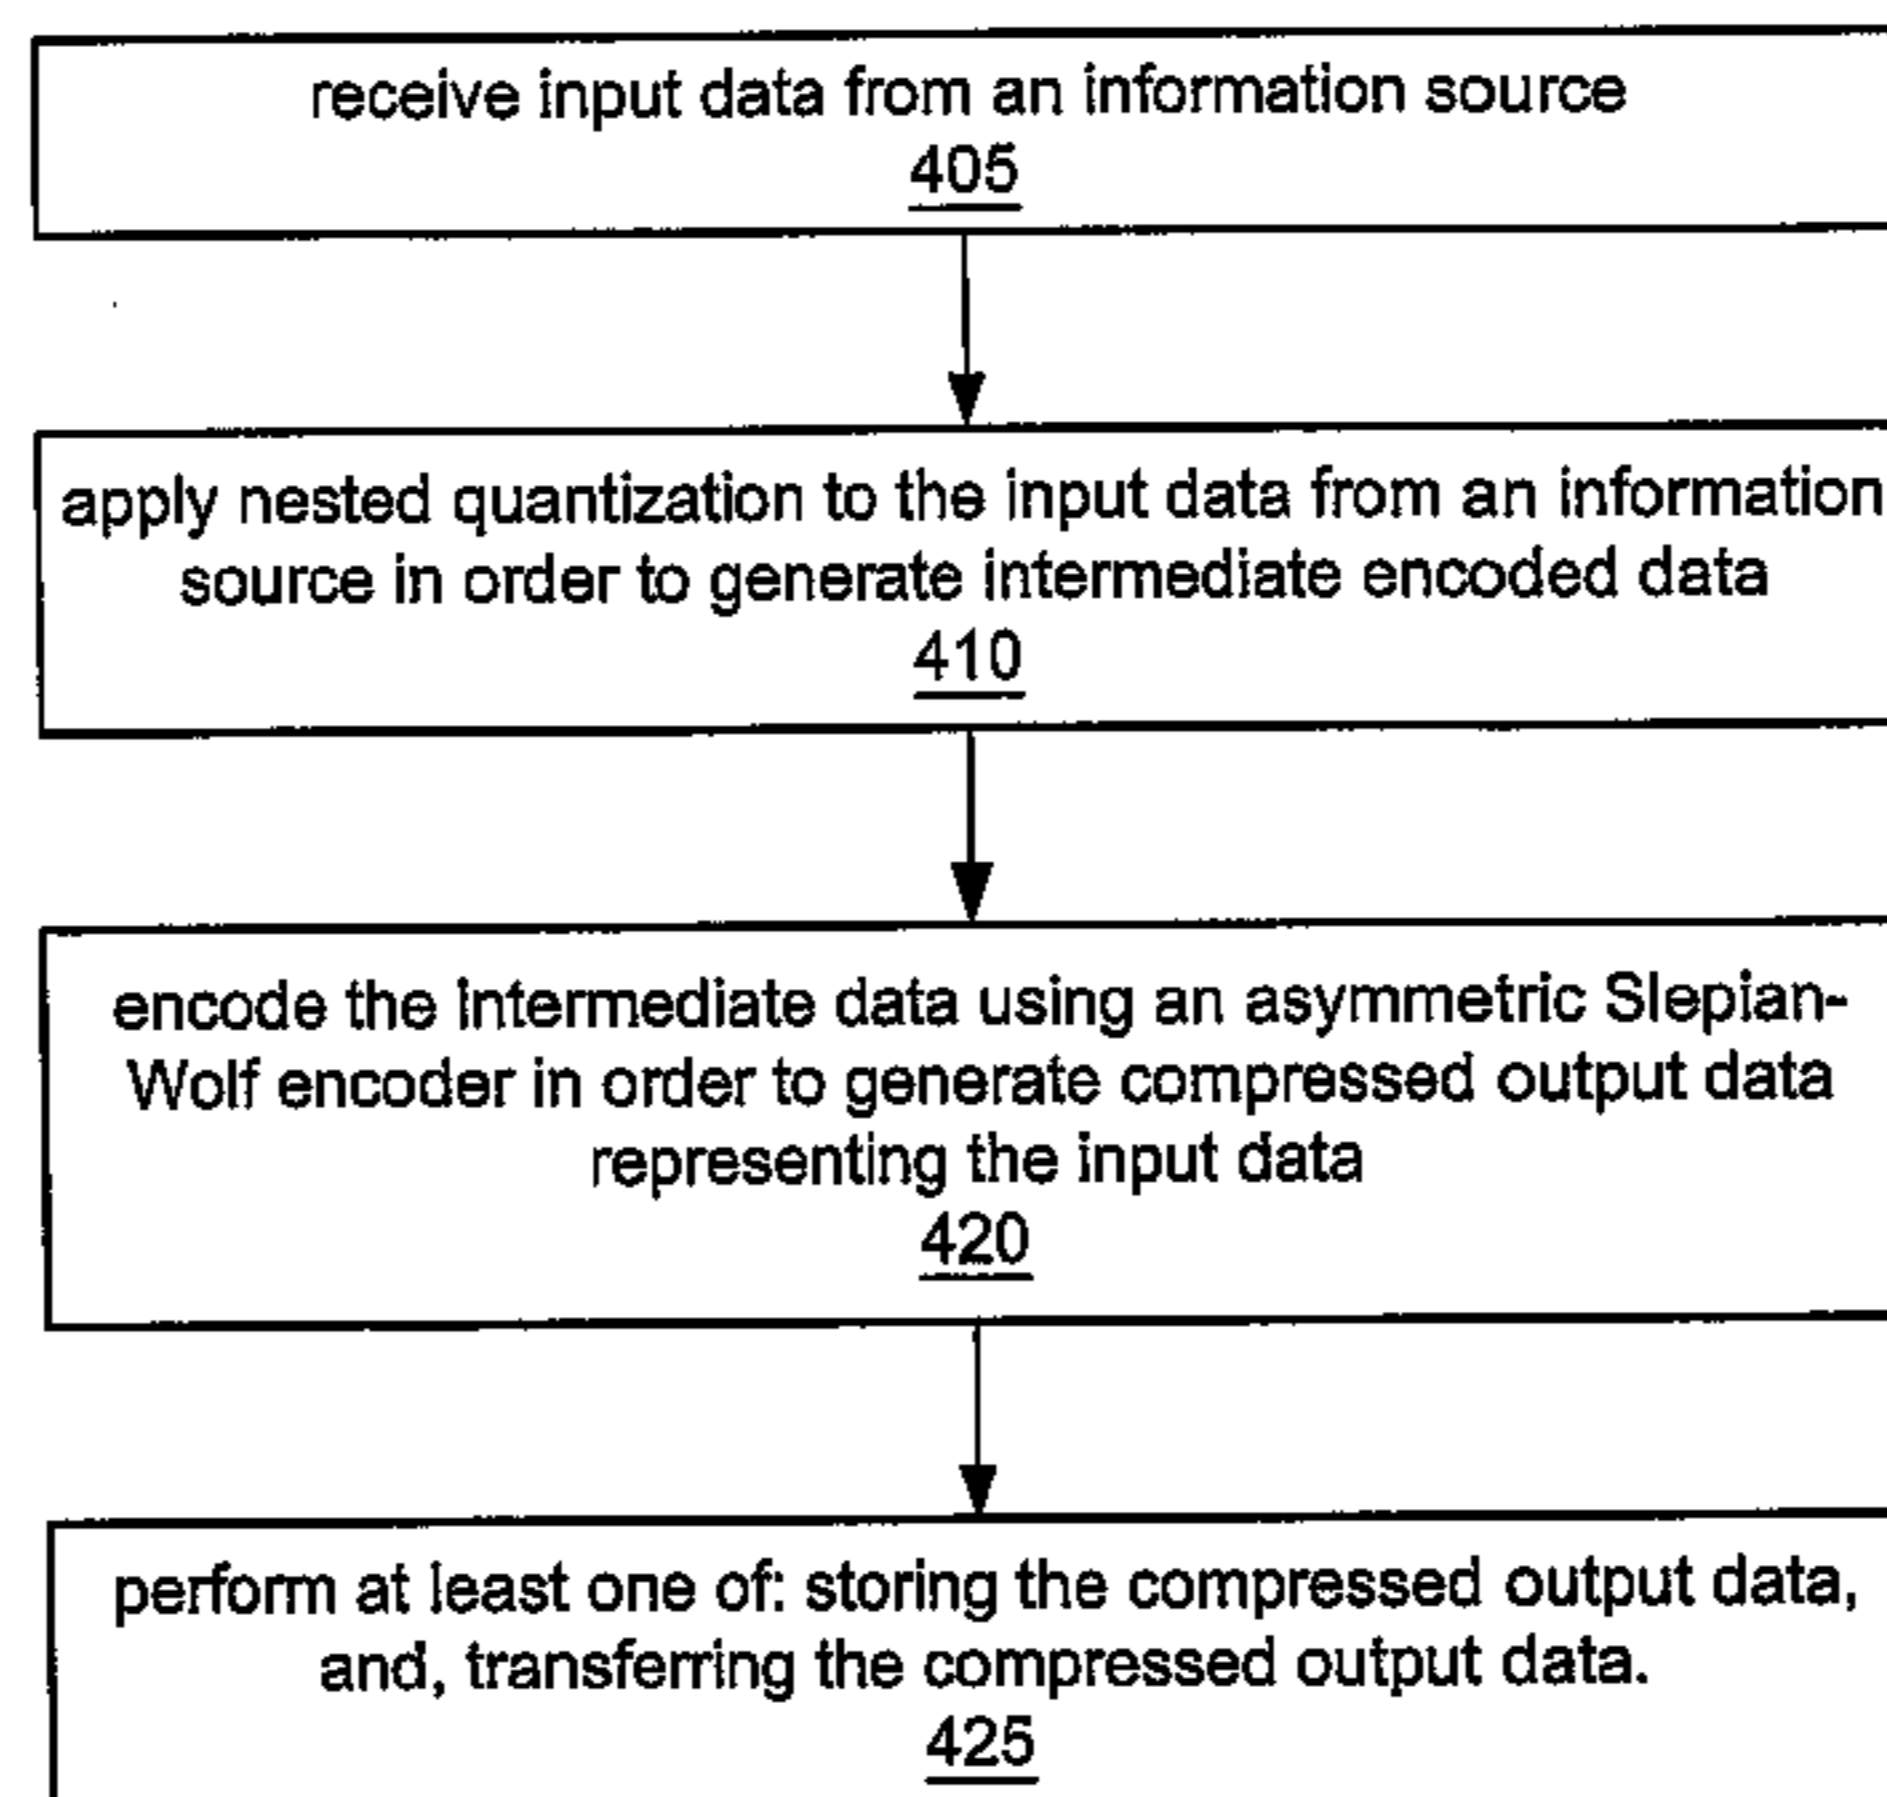 receive input data from an information source
405
apply nested quantization to the input data from an information
source in order to generate intermediate encoded data
410
encode the intermediate data using an asymmetric Slepian-
Wolf encoder in order to generate compressed output data
representing the input data
420
perform at least one of: storing the compressed output data,
and, transferring the compressed output data.
425